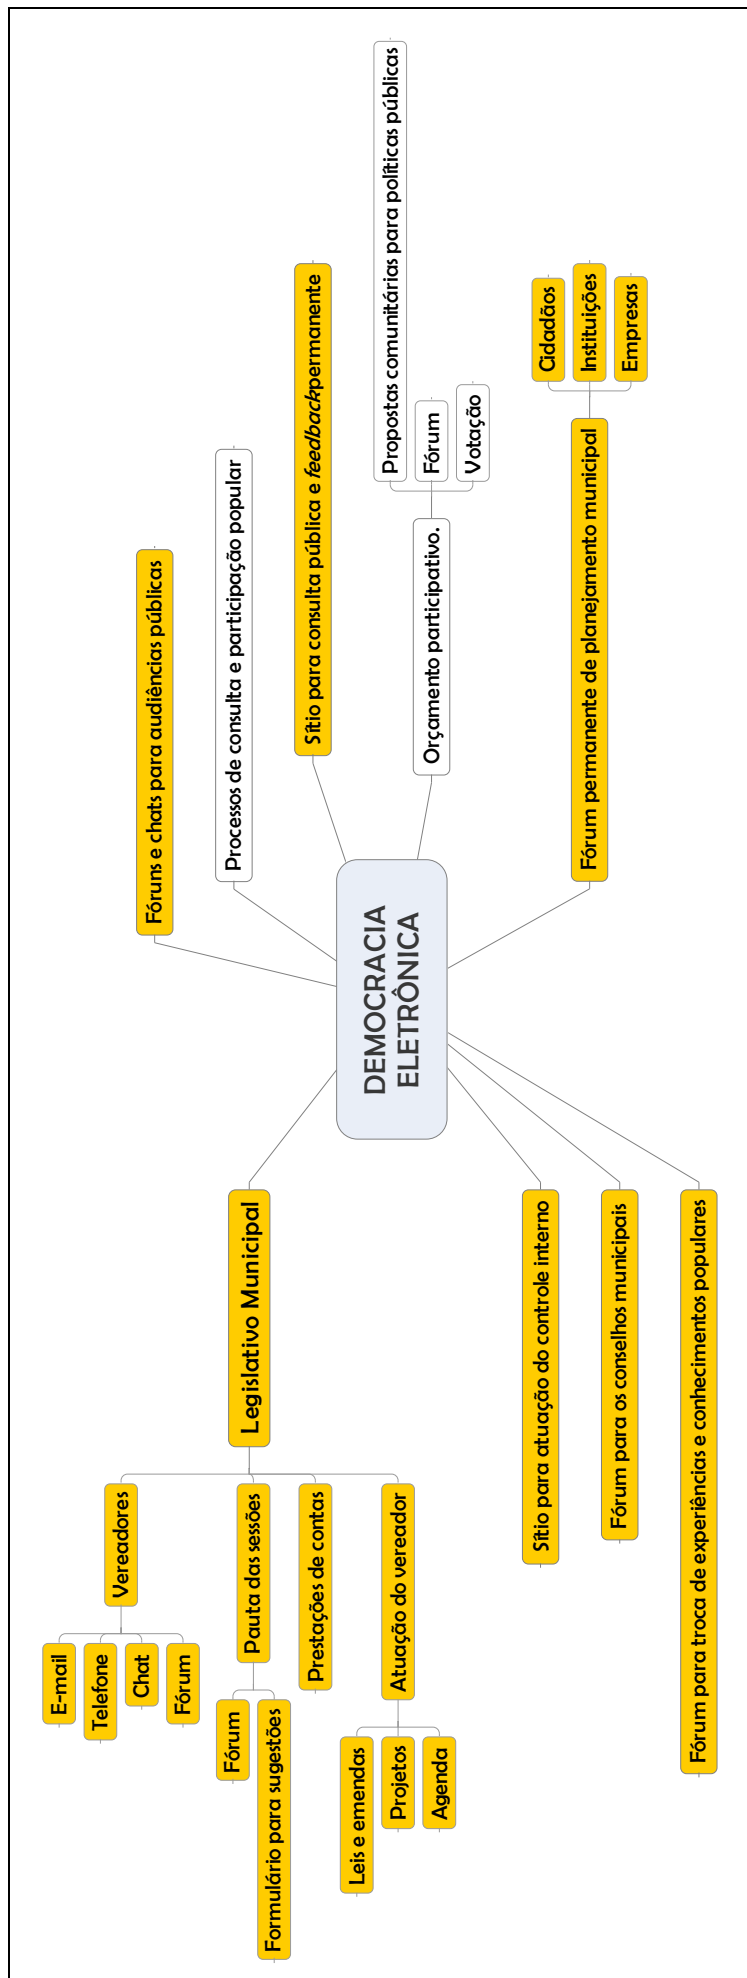 DEMOCRACIA
ELETRÔNICA
Fóruns e chats para audiências públicas
Processos de consulta e participação popular
Sítio para consulta pública e feedbackpermanente
Orçamento participativo.
Propostas comunitárias para políticas públicas
Fórum
Votação
Fórum permanente de planejamento municipal
Cidadãos
Instituições
Empresas
Legislativo Municipal
Vereadores
E-mail
Telefone
Chat
Fórum
Pauta das sessões
Fórum
Formulário para sugestões
Prestações de contas
Atuação do vereador
Leis e emendas
Projetos
Agenda
Sítio para atuação do controle interno
Fórum para os conselhos municipais
Fórum para troca de experiências e conhecimentos populares